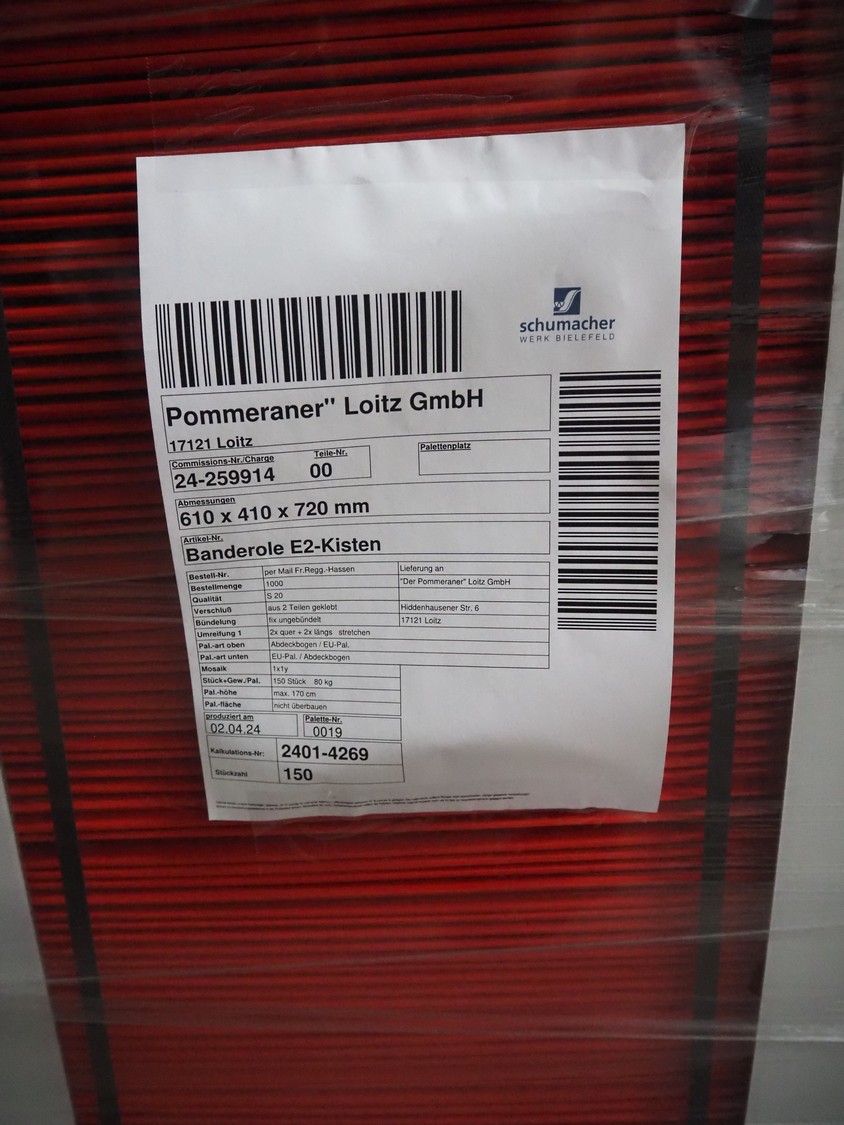 schumacher
WERK BIELEFELD
Pommeraner" Loitz GmbH
17121 Loitz
Commissions-Nr./Charge Teile-Nr. Palettenplatz
24-259914 00
Abmessungen
610 x 410 x 720 mm
Artikel-Nr.
Banderole E2-Kisten
Bestell-Nr. per Mail Fr.Regg.-Hassen Lieferung an
Bestellmenge 1000 "Der Pommeraner" Loitz GmbH
Qualität S 20
Verschluß aus 2 Teilen geklebt Hiddenhausener Str. 6
Bündelung fix ungebündelt 17121 Loitz
Umreifung 1 2x quer + 2x längs stretchen
Pal.-art oben Abdeckbogen / EU-Pal.
Pal.-art unten EU-Pal. / Abdeckbogen
Mosaik 1x1y
Stück+Gew./Pal. 150 Stück 80 kg
Pal.-höhe max. 170 cm
Pal.-fläche nicht überbauen
produziert am Palette-Nr.
02.04.24 0019
Kalkulations-Nr: 2401-4269
Stückzahl 150